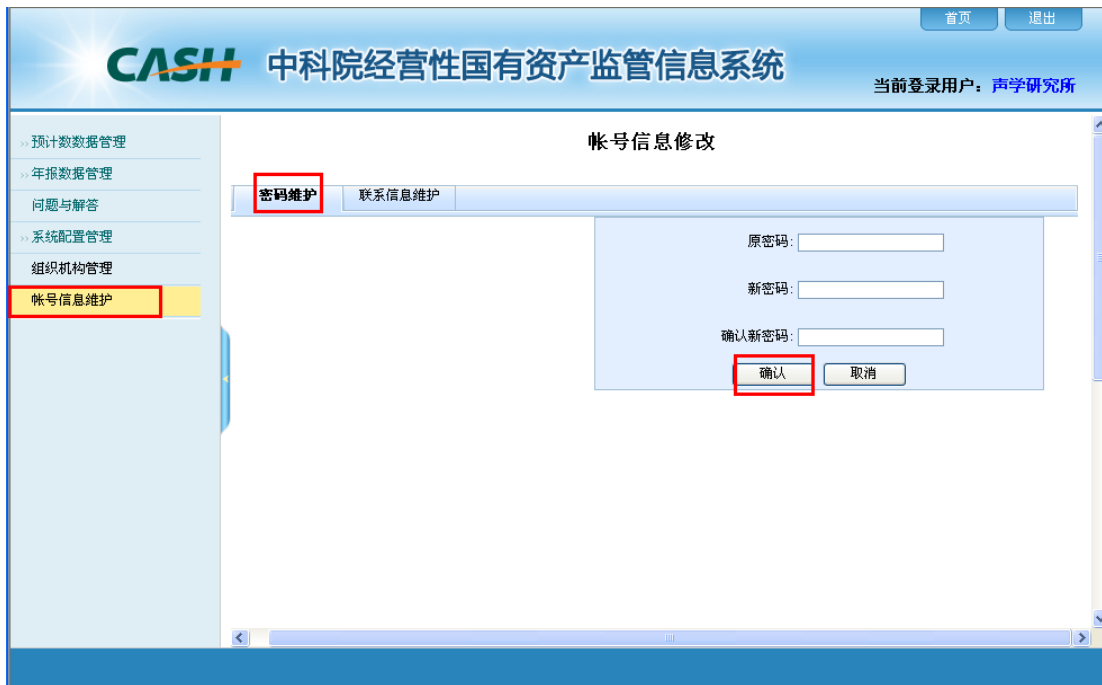 首页 退出
CASH 中科院经营性国有资产监管信息系统
当前登录用户：声学研究所
预计数数据管理
年报数据管理
问题与解答
系统配置管理
组织机构管理
帐号信息维护
帐号信息修改
密码维护 联系信息维护
原密码:
新密码:
确认新密码:
确认 取消